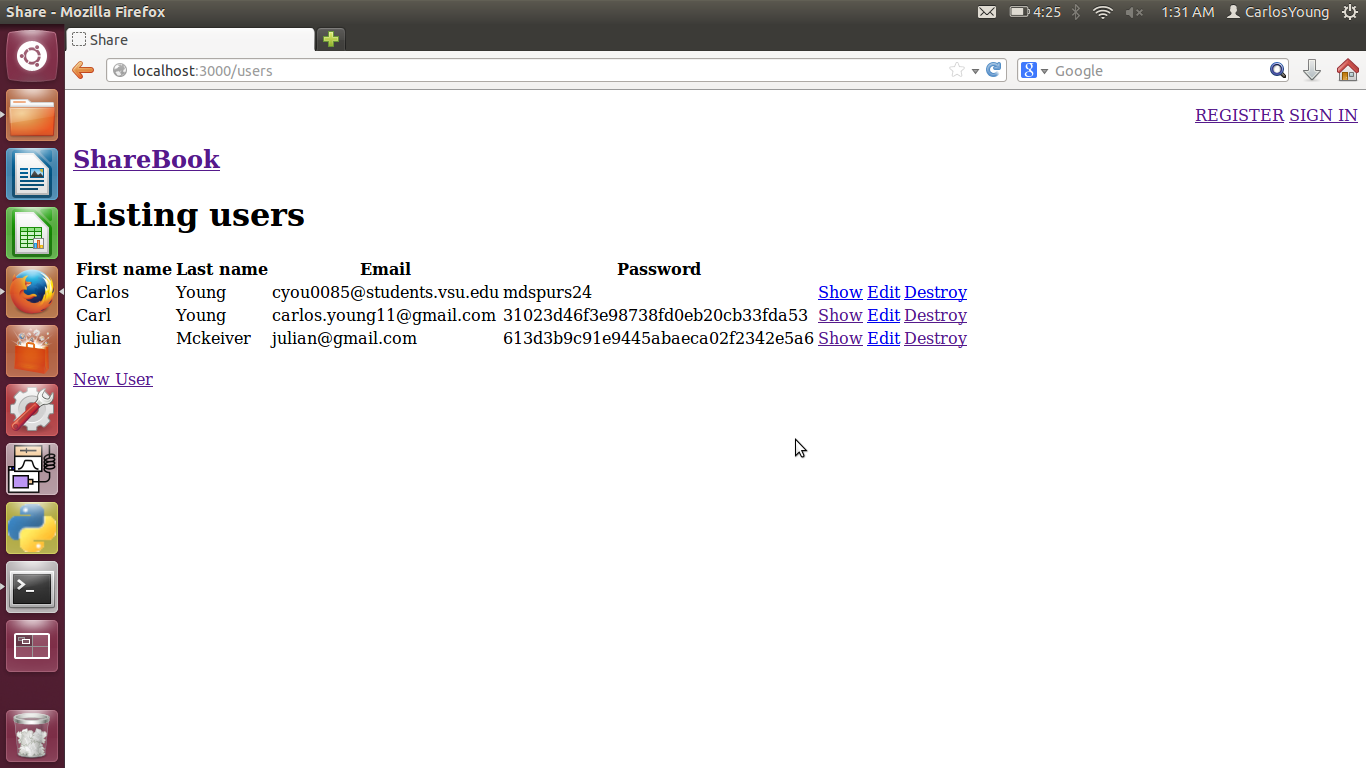 Share - Mozilla Firefox 4:25 1:31 AM CarlosYoung
Share
localhost:3000/users Google
REGISTER SIGN IN
ShareBook
Listing users
First name Last name Email Password
Carlos Young cyou0085@students.vsu.edu mdspurs24 Show Edit Destroy
Carl Young carlos.young11@gmail.com 31023d46f3e98738fd0eb20cb33fda53 Show Edit Destroy
julian Mckeiver julian@gmail.com 613d3b9c91e9445abaeca02f2342e5a6 Show Edit Destroy
New User